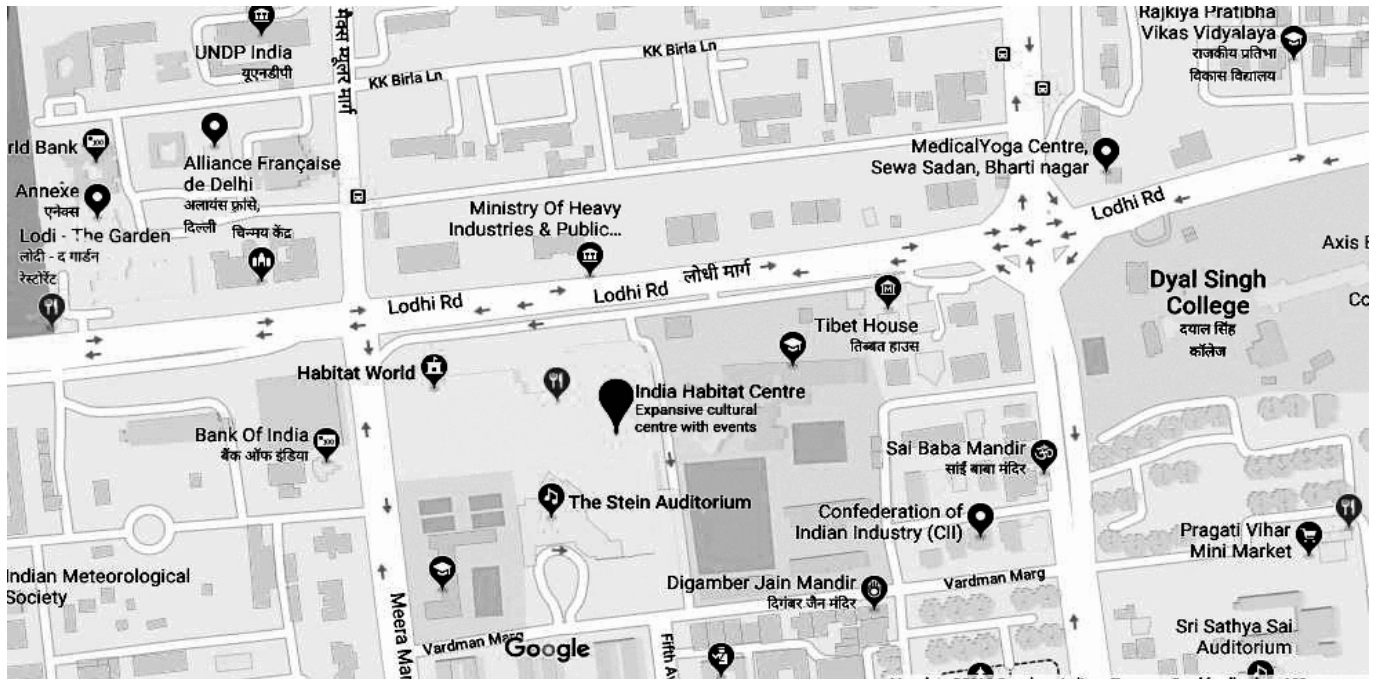 UNDP India
यूएनडीपी
मैक्स म्यूलर मार्ग
KK Birla Ln
KK Birla Ln
Rajkiya Pratibha
Vikas Vidyalaya
राजकीय प्रतिभा
विकास विद्यालय
rld Bank
Alliance Française
de Delhi
अलायंस फ़्रांसे,
दिल्ली
Annexe
एनेक्स
MedicalYoga Centre,
Sewa Sadan, Bharti nagar
Lodi - The Garden
लोदी - द गार्डन
रेस्टोरेंट
चिन्मय केंद्र
Ministry Of Heavy
Industries & Public...
Lodhi Rd
Lodhi Rd
लोधी मार्ग
Lodhi Rd
Axis
Dyal Singh
College
दयाल सिंह
कॉलेज
Co
Tibet House
तिब्बत हाउस
Habitat World
India Habitat Centre
Expansive cultural
centre with events
Bank Of India
बैंक ऑफ इंडिया
Sai Baba Mandir
साईं बाबा मंदिर
The Stein Auditorium
Confederation of
Indian Industry (CII)
Pragati Vihar
Mini Market
Indian Meteorological
Society
Digamber Jain Mandir
दिगंबर जैन मंदिर
Vardman Marg
Meera Mar
Vardman Marg
Google
Fifth Av
Sri Sathya Sai
Auditorium